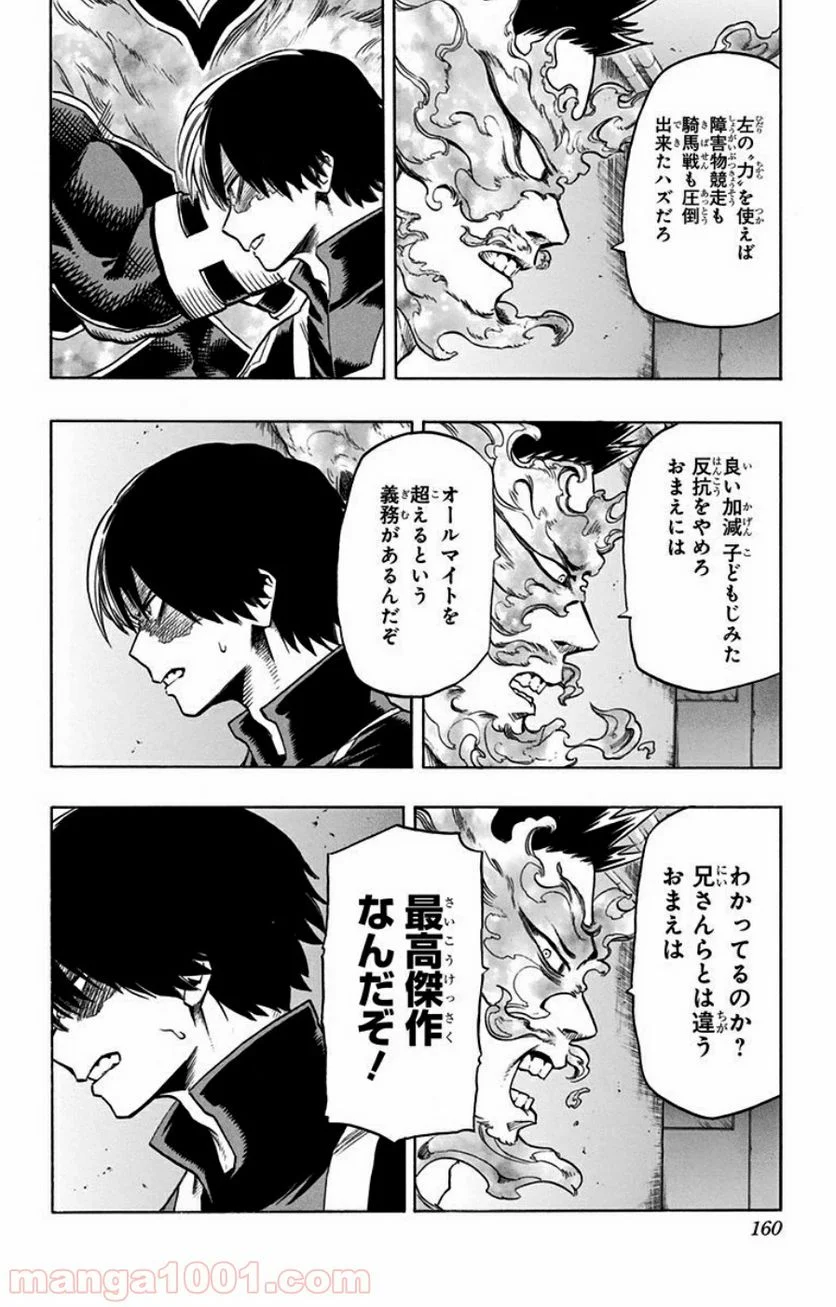 左の〝力〟を使えば
障害物競走も
騎馬戦も圧倒
出来たハズだろ
良い加減 子どもじみた
反抗をやめろ
おまえには
オールマイトを
超えるという
義務があるんだぞ
わかってるのか?
兄さんらとは違う
おまえは
最高傑作
なんだぞ!
160
manga1001.com